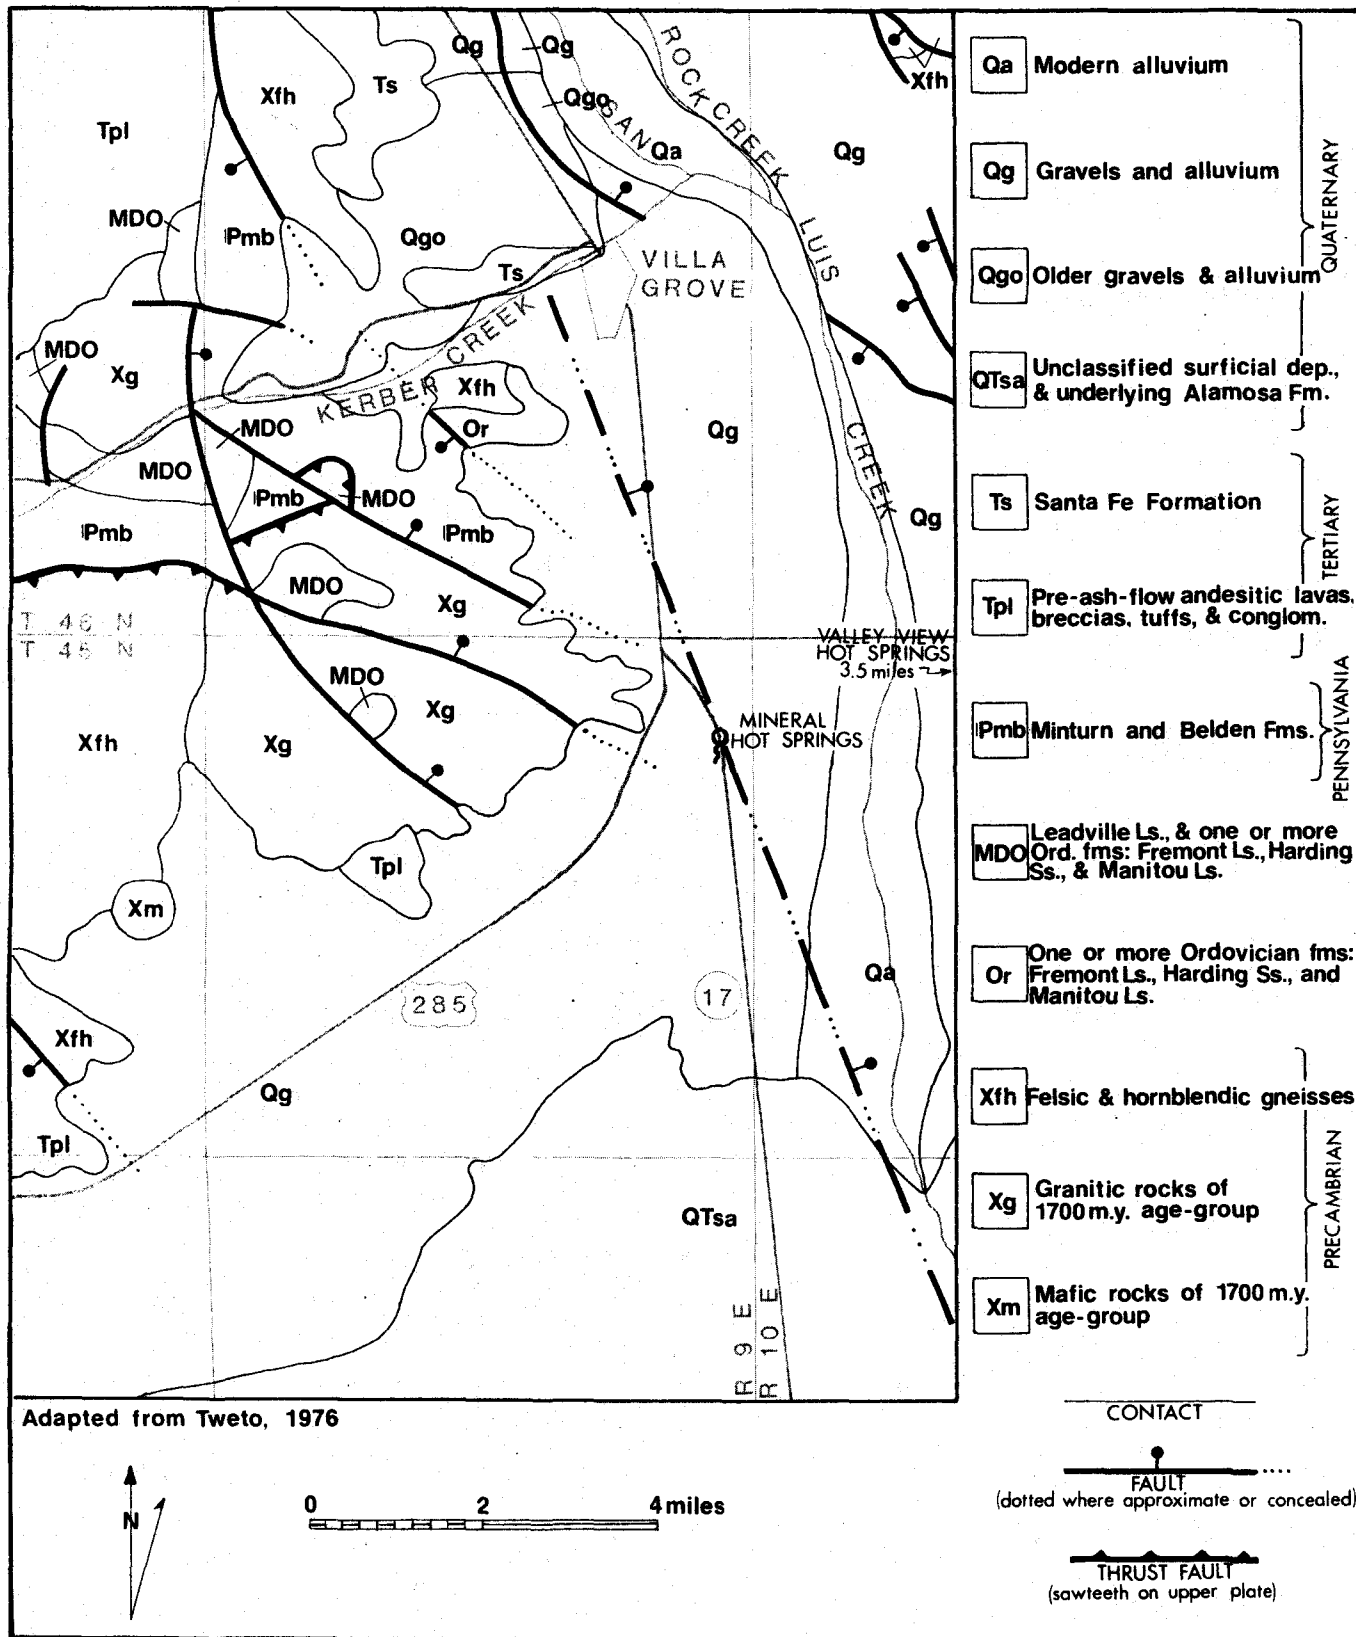 Qg
Qg
Xfh
Ts
Qgo
Tpl
ROCK CREEK
SAN LUIS CREEK
Qa
Qg
Xfh
MDO
Pmb
Qgo
Ts
VILLA
GROVE
KERBER CREEK
MDO
Xg
Xfh
Or
MDO
MDO
Pmb
MDO
Pmb
Pmb
Qg
Qg
MDO
Xg
T 46 N
T 45 N
VALLEY VIEW
HOT SPRINGS
3.5 miles
MDO
Xg
Xfh
Xg
MINERAL
HOT SPRINGS
Tpl
Xm
Qa
285
17
Xfh
Qg
Tpl
QTsa
R 9 E
R 10 E
Qa Modern alluvium
Qg Gravels and alluvium
Qgo Older gravels & alluvium
QTsa Unclassified surficial dep.,
& underlying Alamosa Fm.
QUATERNARY
Ts Santa Fe Formation
Tpl Pre-ash-flow andesitic lavas,
breccias, tuffs, & conglom.
TERTIARY
Pmb Minturn and Belden Fms.
PENNSYLVANIA
MDO Leadville Ls., & one or more
Ord. fms: Fremont Ls., Harding
Ss., & Manitou Ls.
Or One or more Ordovician fms:
Fremont Ls., Harding Ss., and
Manitou Ls.
Xfh Felsic & hornblendic gneisses
Xg Granitic rocks of
1700 m.y. age-group
Xm Mafic rocks of 1700 m.y.
age-group
PRECAMBRIAN
Adapted from Tweto, 1976
N
0 2 4 miles
CONTACT
FAULT
(dotted where approximate or concealed)
THRUST FAULT
(sawteeth on upper plate)